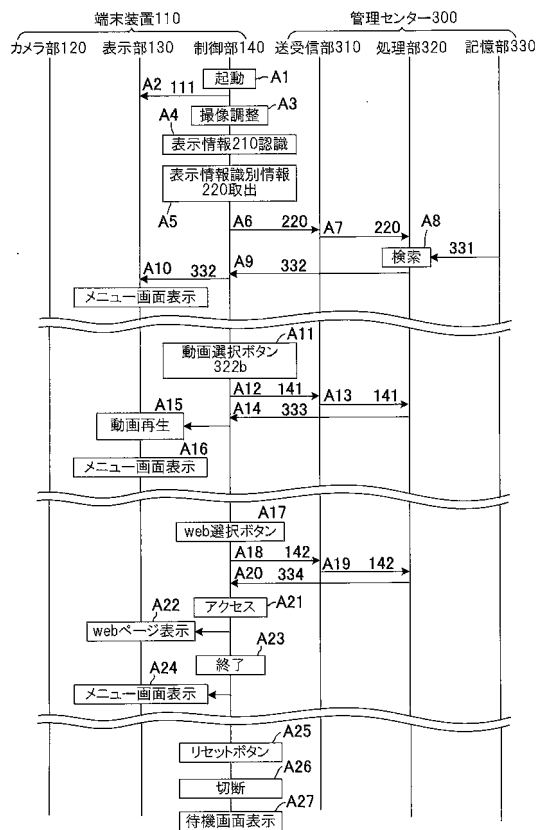 端末装置110 管理センター300
カメラ部120 表示部130 制御部140 送受信部310 処理部320 記憶部330
起動 A1
A2 111
撮像調整 A3
A4
表示情報210認識
表示情報識別情報
220取出
A5
A6 220 A7 220 A8
検索 331
A10 332 A9 332
メニュー画面表示
A11
動画選択ボタン
322b
A12 141 A13 141
A15 A14 333
動画再生
A16
メニュー画面表示
A17
web選択ボタン
A18 142 A19 142
A20 334
A22 アクセス A21
webページ表示
A23
A24 終了
メニュー画面表示
A25
リセットボタン
A26
切断
A27
待機画面表示